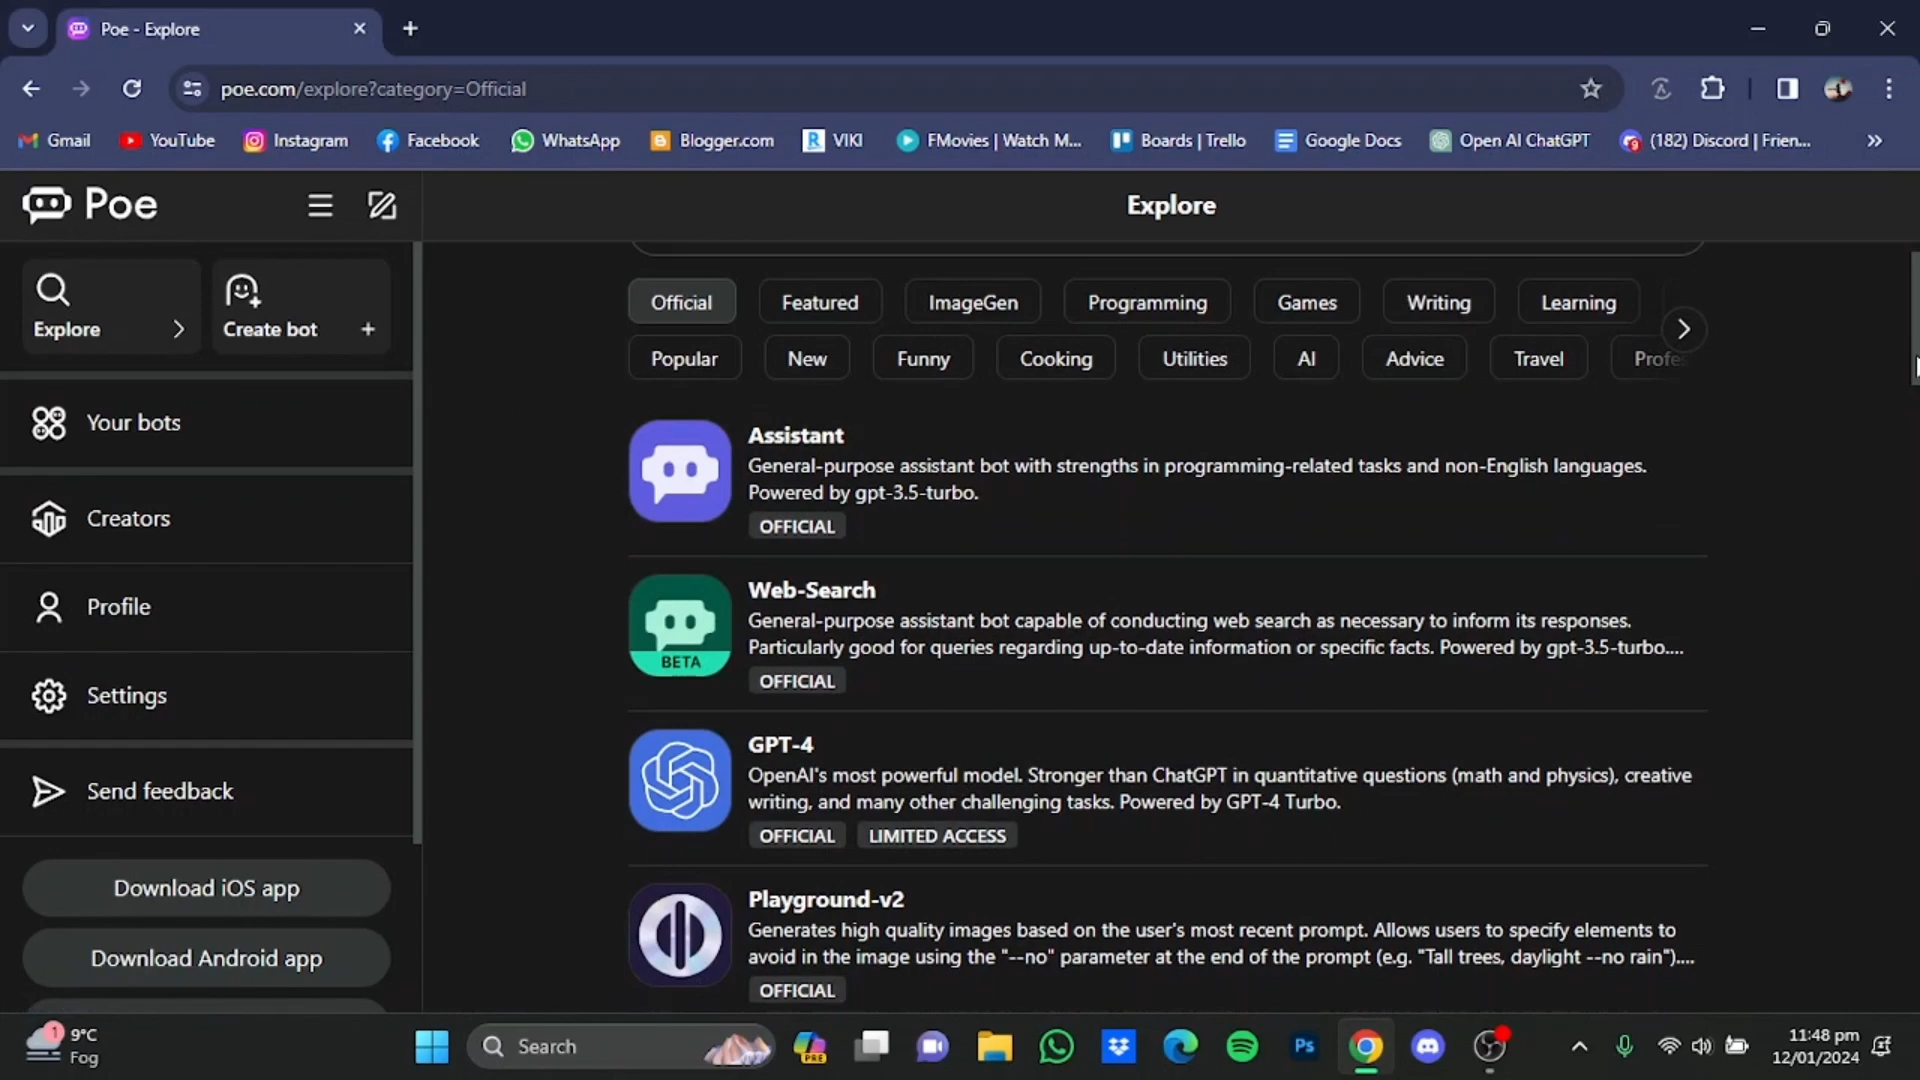 Poe - Explore
poe.com/explore?category=Official
Gmail YouTube Instagram Facebook WhatsApp Blogger.com VIKI FMovies | Watch M... Boards | Trello Google Docs Open AI ChatGPT (182) Discord | Frien...
Poe
Explore
Explore
Create bot
Your bots
Creators
Profile
Settings
Send feedback
Download iOS app
Download Android app
Official Featured ImageGen Programming Games Writing Learning
Popular New Funny Cooking Utilities AI Advice Travel Profe
Assistant
General-purpose assistant bot with strengths in programming-related tasks and non-English languages.
Powered by gpt-3.5-turbo.
OFFICIAL
BETA
Web-Search
General-purpose assistant bot capable of conducting web search as necessary to inform its responses.
Particularly good for queries regarding up-to-date information or specific facts. Powered by gpt-3.5-turbo....
OFFICIAL
GPT-4
OpenAI's most powerful model. Stronger than ChatGPT in quantitative questions (math and physics), creative
writing, and many other challenging tasks. Powered by GPT-4 Turbo.
OFFICIAL LIMITED ACCESS
Playground-v2
Generates high quality images based on the user's most recent prompt. Allows users to specify elements to
avoid in the image using the "--no" parameter at the end of the prompt (e.g. "Tall trees, daylight --no rain")....
OFFICIAL
1
9°C
Fog
Search
PRE
Ps
11:48 pm
12/01/2024